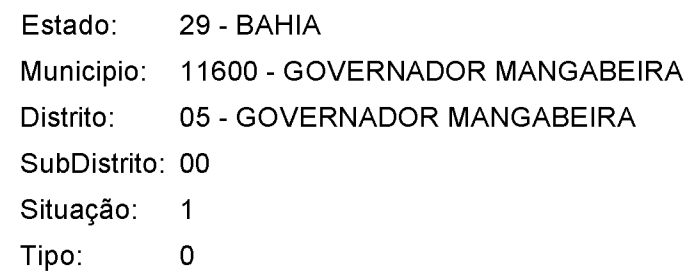 Estado: 29 - BAHIA
Municipio: 11600 - GOVERNADOR MANGABEIRA
Distrito: 05 - GOVERNADOR MANGABEIRA
SubDistrito: 00
Situação: 1
Tipo: 0